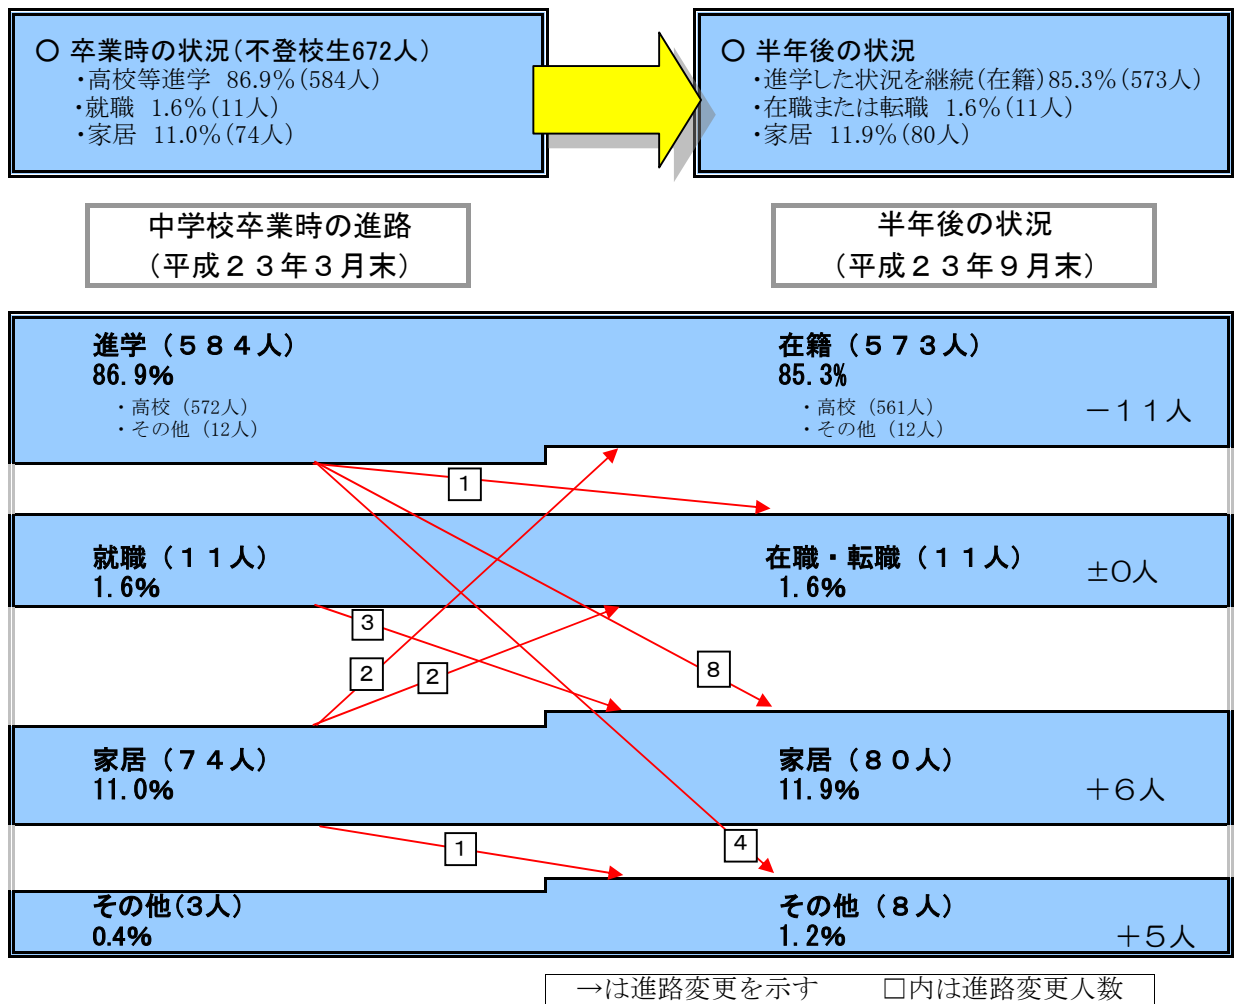 〇 卒業時の状況(不登校生672人)
・高校等進学 86.9%(584人)
・就職 1.6%(11人)
・家居 11.0%(74人)
〇 半年後の状況
・進学した状況を継続(在籍)85.3%(573人)
・在職または転職 1.6%(11人)
・家居 11.9%(80人)
中学校卒業時の進路
(平成23年3月末)
半年後の状況
(平成23年9月末)
進学(584人)
86.9%
・高校 (572人)
・その他 (12人)
在籍(573人)
85.3%
・高校 (561人)
・その他 (12人)
-11人
1
就職(11人)
1.6%
在職・転職(11人)
1.6%
±0人
3
2
2
8
家居(74人)
11.0%
家居(80人)
11.9%
+6人
1
4
その他(3人)
0.4%
その他(8人)
1.2%
+5人
→は進路変更を示す □内は進路変更人数